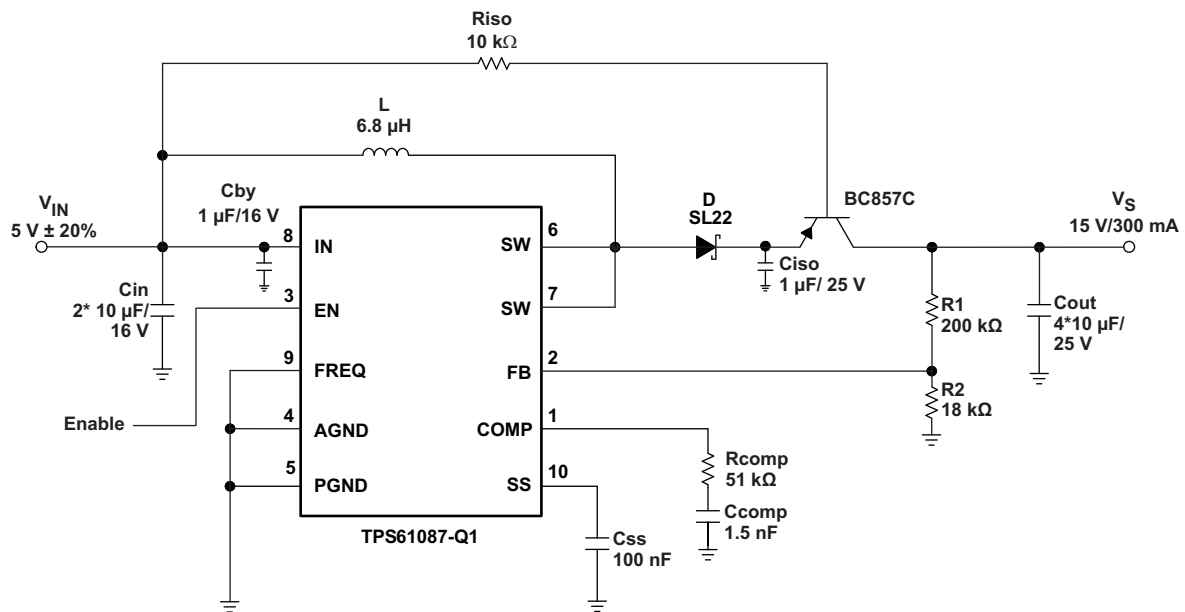 Riso
10 kΩ
L
6.8 µH
Cby
1 µF/16 V
VIN
5 V ± 20%
D
SL22
BC857C
VS
15 V/300 mA
8
IN
SW
6
Cin
2* 10 µF/
16 V
3
EN
SW
7
Ciso
1 µF/ 25 V
R1
200 kΩ
Cout
4*10 µF/
25 V
9
FREQ
FB
2
R2
18 kΩ
Enable
4
AGND
COMP
1
Rcomp
51 kΩ
5
PGND
SS
10
Ccomp
1.5 nF
TPS61087-Q1
Css
100 nF